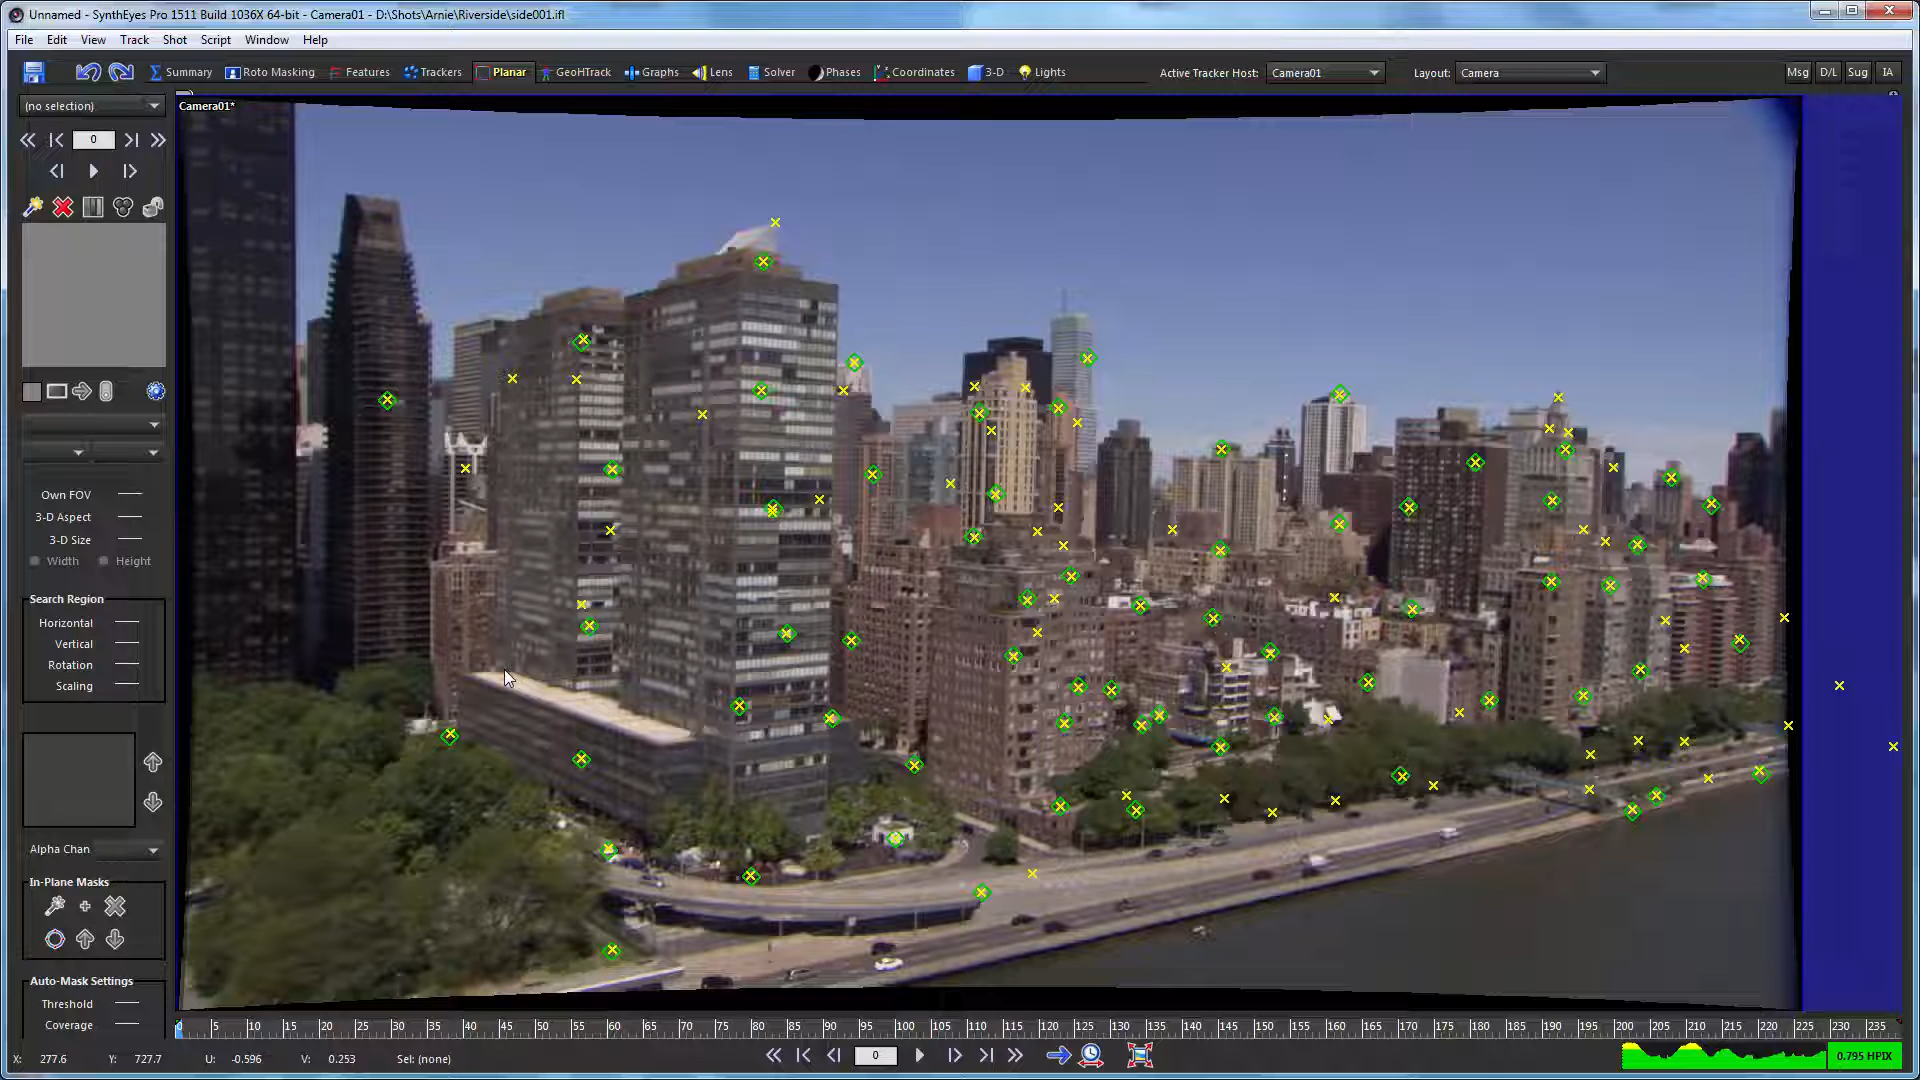 Unnamed - SynthEyes Pro 1511 Build 1036X 64-bit - Camera01 - D:\Shots\Arnie\Riverside\side001.ifl
File Edit View Track Shot Script Window Help
Summary Roto Masking Features Trackers Planar GeoHTrack Graphs Lens Solver Phases Coordinates 3-D Lights Active Tracker Host: Camera01 Layout: Camera Msg D/L Sug IA
(no selection)
Camera01*
0
Own FOV
3-D Aspect
3-D Size
Width Height
Search Region
Horizontal
Vertical
Rotation
Scaling
Alpha Chan
In-Plane Masks
Auto-Mask Settings
Threshold
Coverage
0 5 10 15 20 25 30 35 40 45 50 55 60 65 70 75 80 85 90 95 100 105 110 115 120 125 130 135 140 145 150 155 160 165 170 175 180 185 190 195 200 205 210 215 220 225 230 235
X: 277.6 Y: 727.7 U: -0.596 V: 0.253 Sel: (none) 0 0.795 HPIX